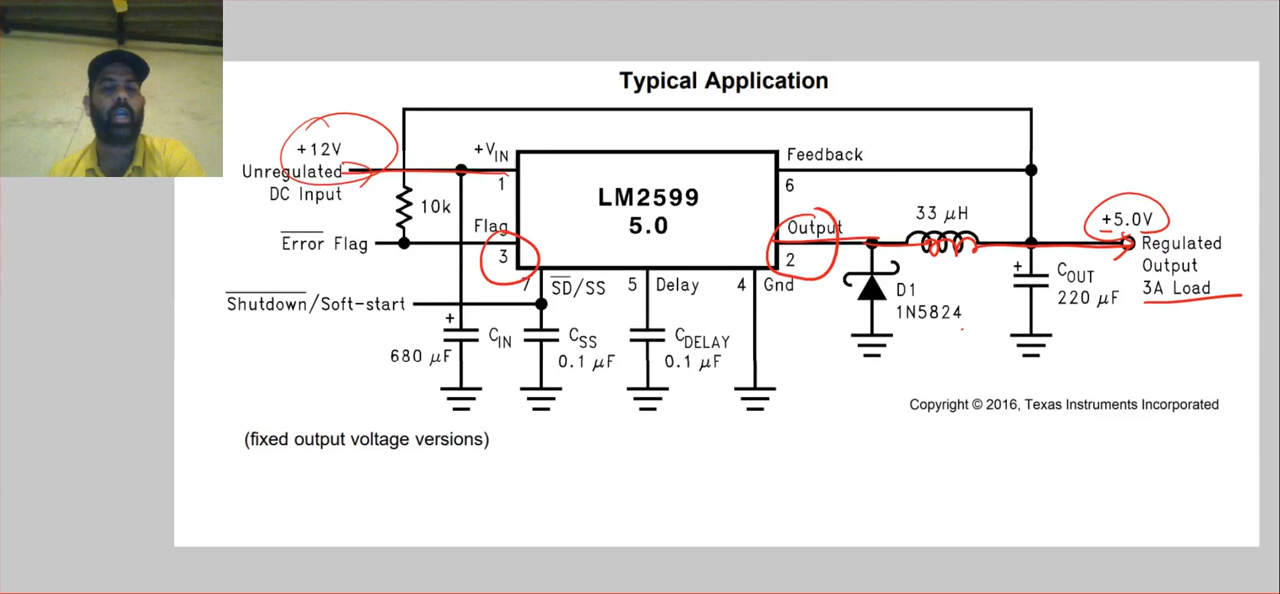 Typical Application
+12V
Unregulated
DC Input
+VIN
1
10k
Flag
3
Error Flag
Shutdown/Soft-start
LM2599
5.0
Feedback
6
Output
2
33 μH
+5.0V
Regulated
Output
3A Load
7
SD/SS
5
Delay
4
Gnd
D1
1N5824
+
COUT
220 μF
+
CIN
680 μF
CSS
0.1 μF
CDELAY
0.1 μF
Copyright © 2016, Texas Instruments Incorporated
(fixed output voltage versions)